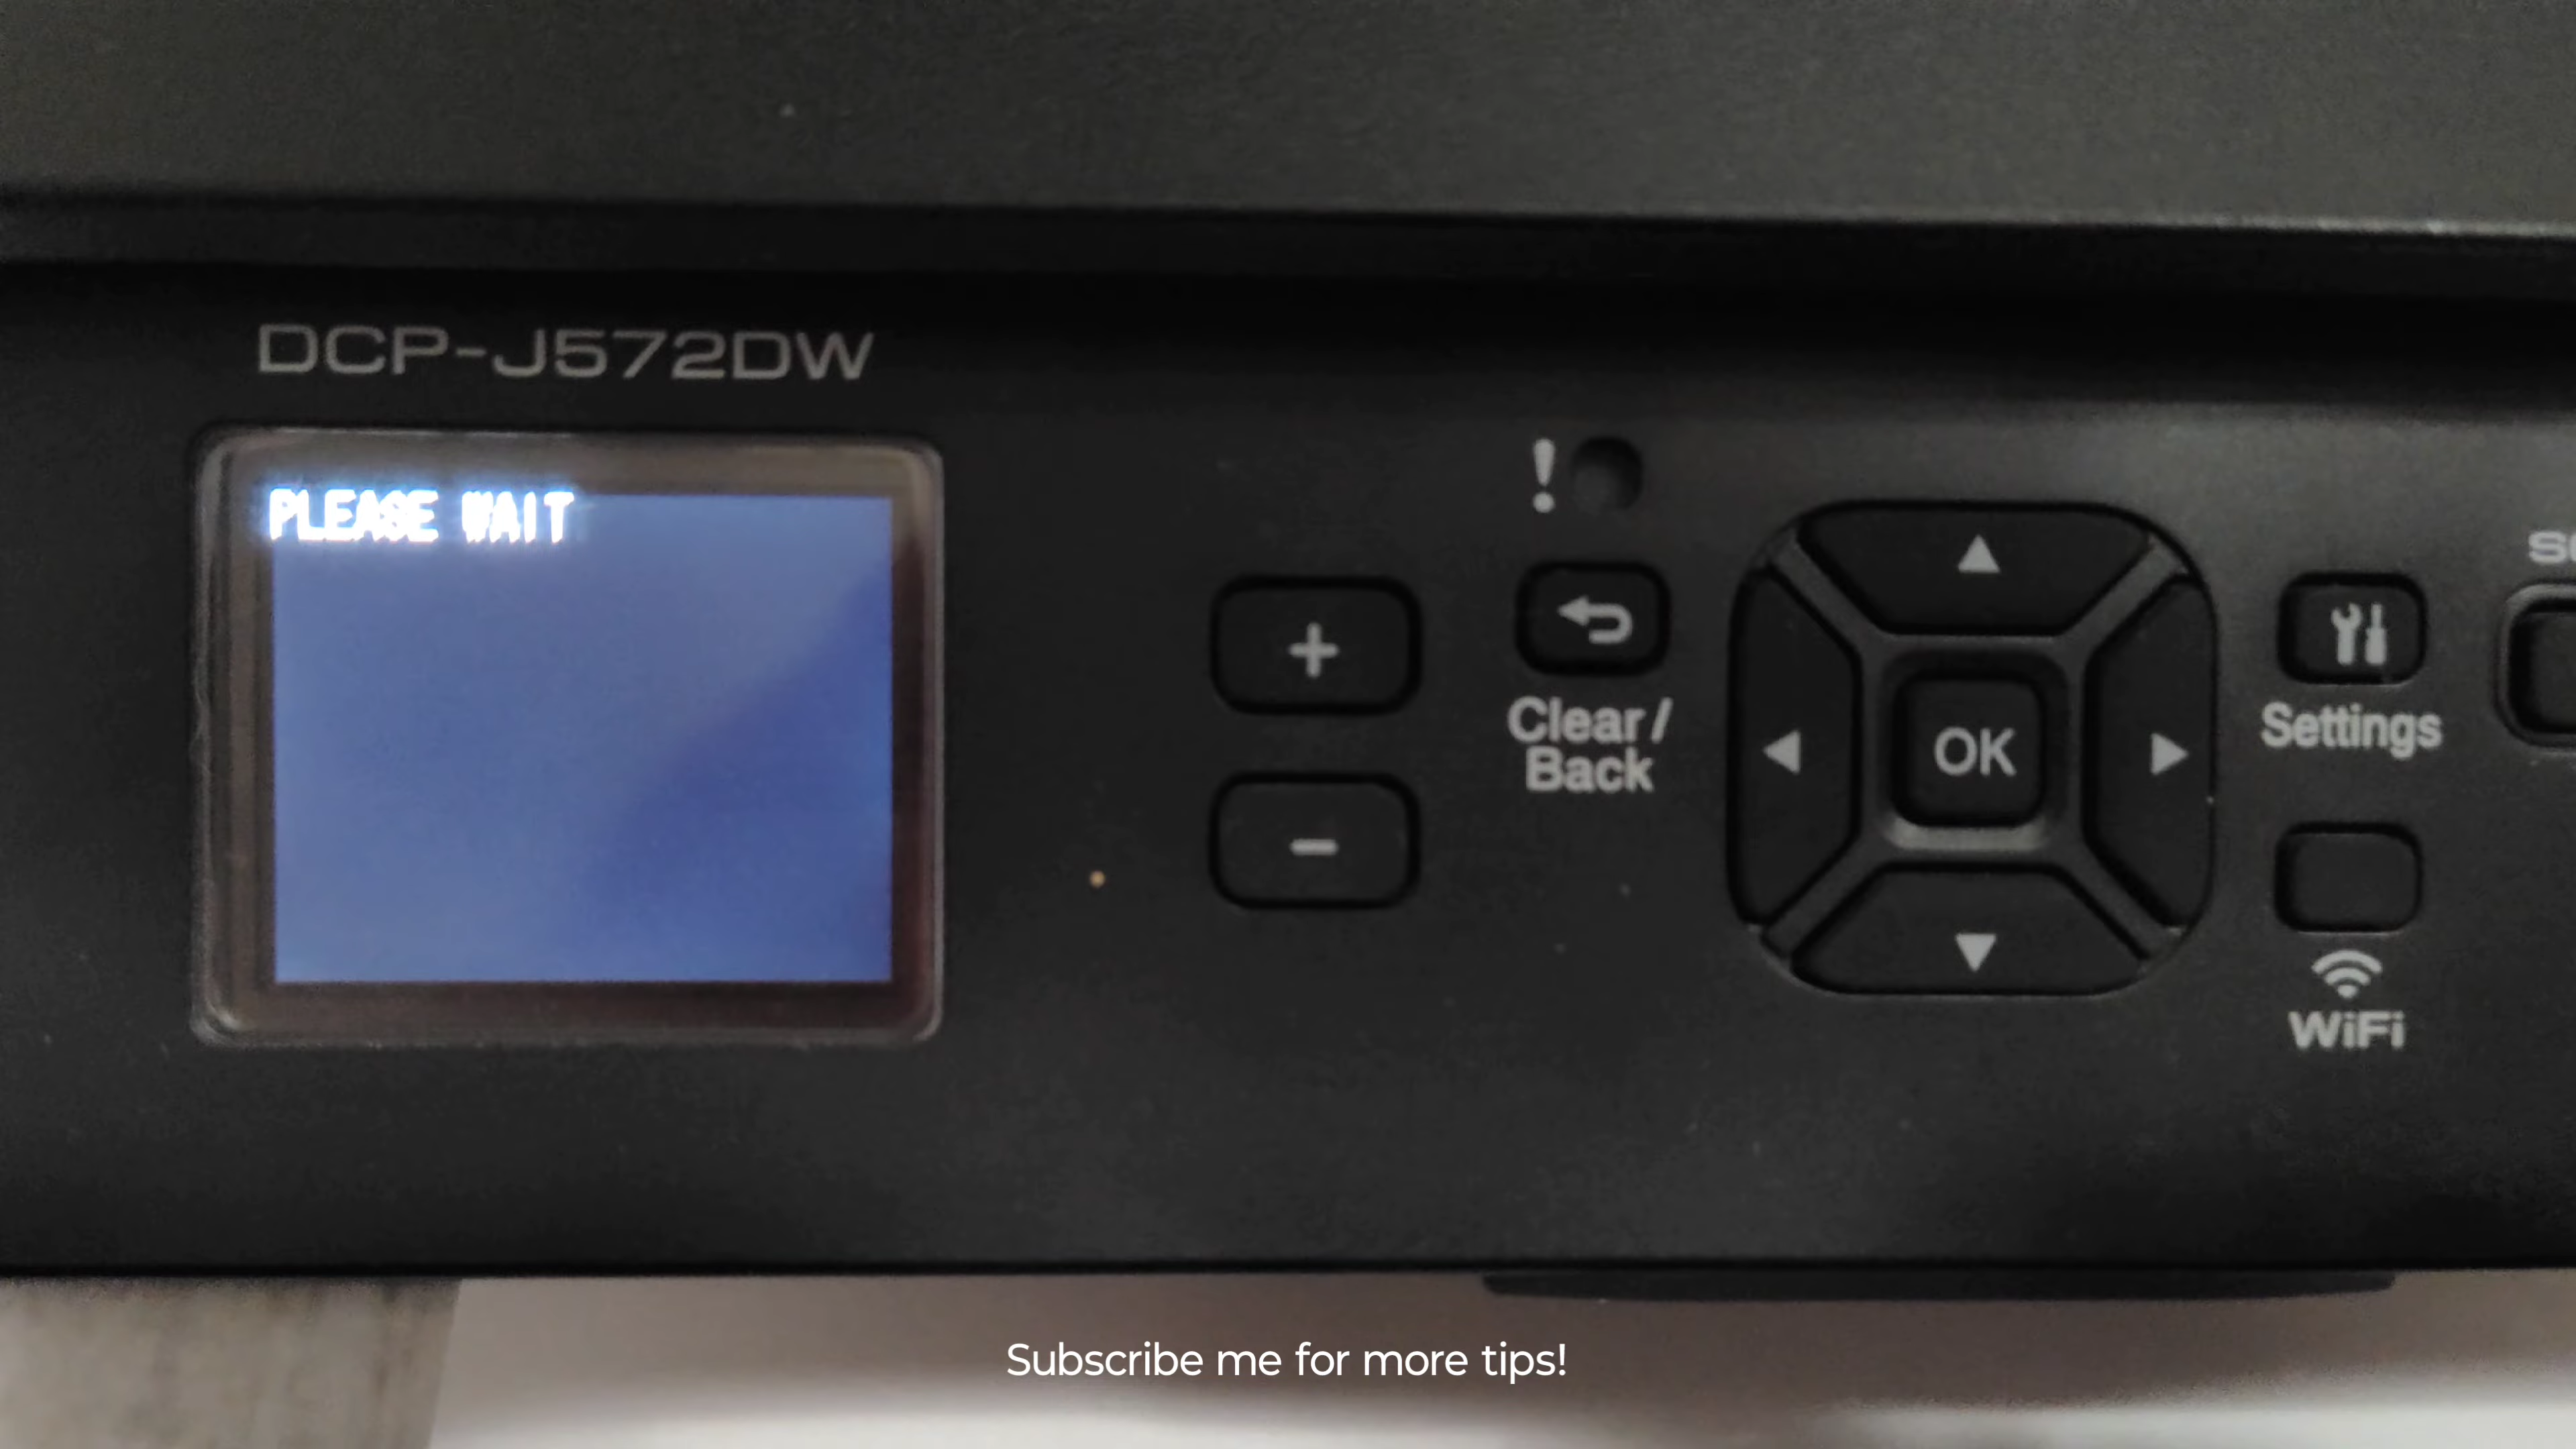 DCP-J572DW
PLEASE WAIT
!
+
-
Clear/
Back
OK
Settings
WiFi
Subscribe me for more tips!